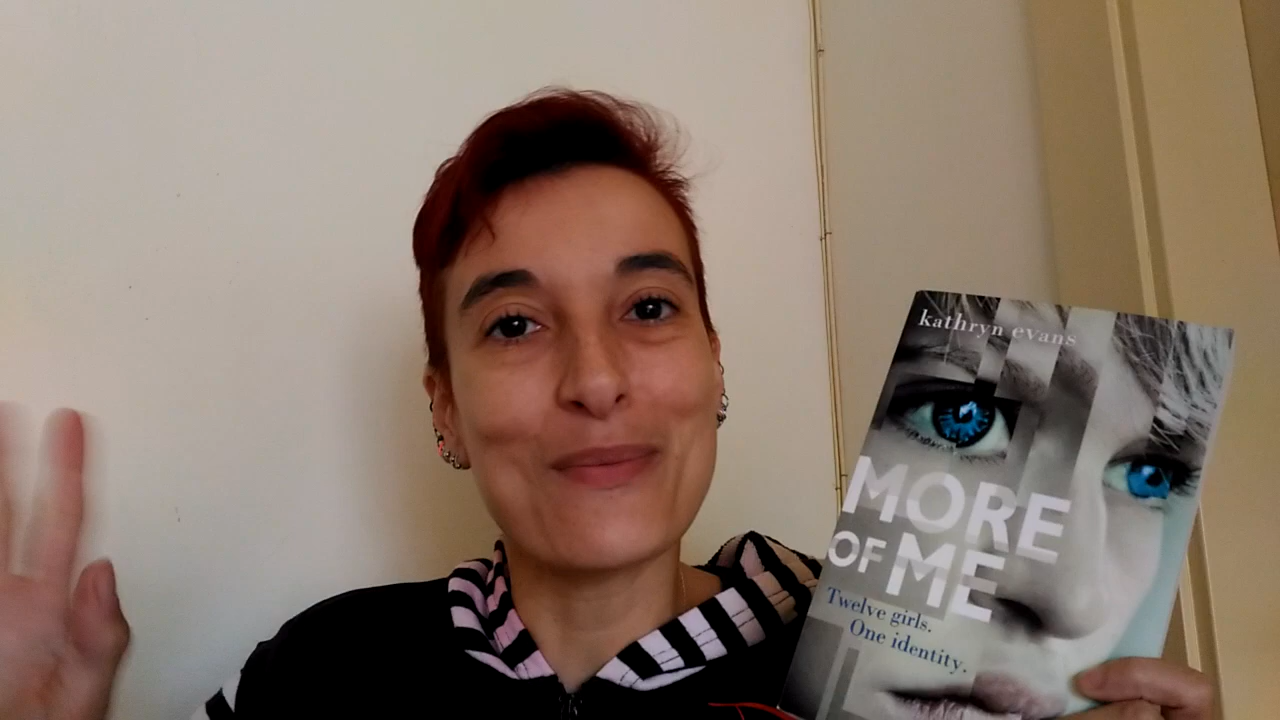 kathryn evans
MORE
OF ME
Twelve girls.
One identity.